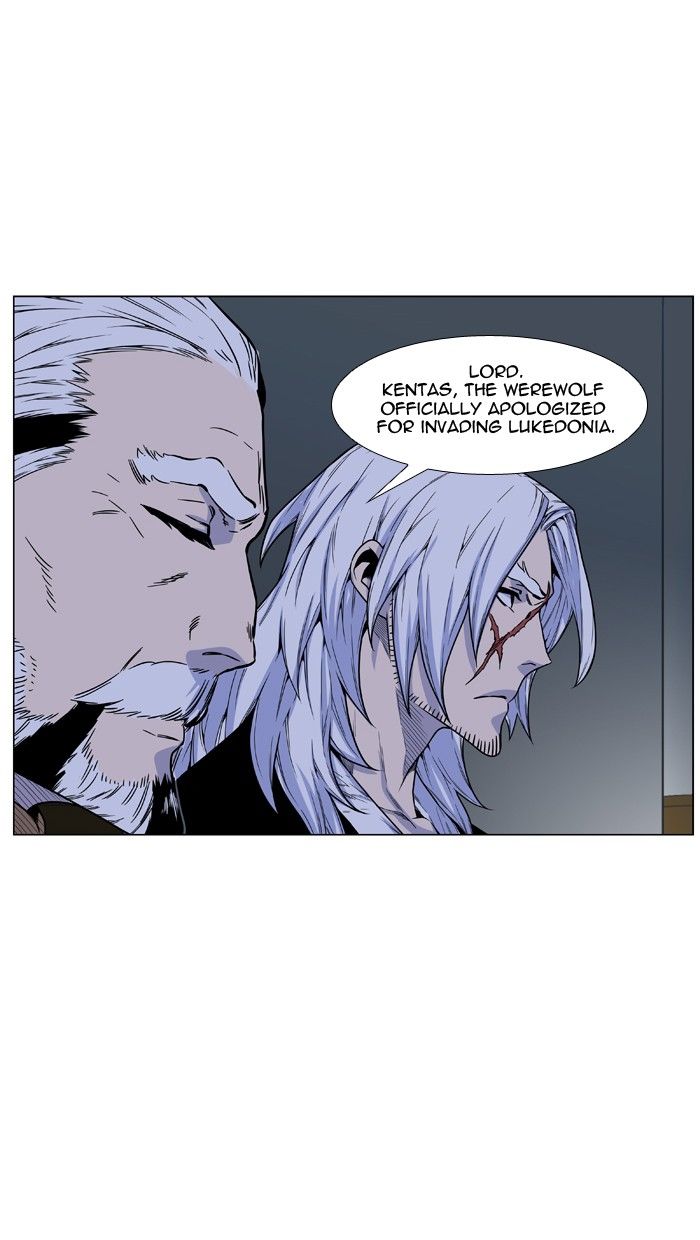 LORD.
KENTAS, THE WEREWOLF
OFFICIALLY APOLOGIZED
FOR INVADING LUKEDONIA.